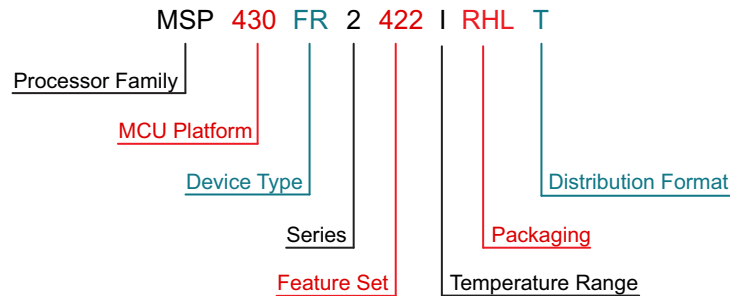 MSP 430 FR 2 422 I RHL T
Processor Family
MCU Platform
Device Type
Distribution Format
Series
Packaging
Feature Set
Temperature Range